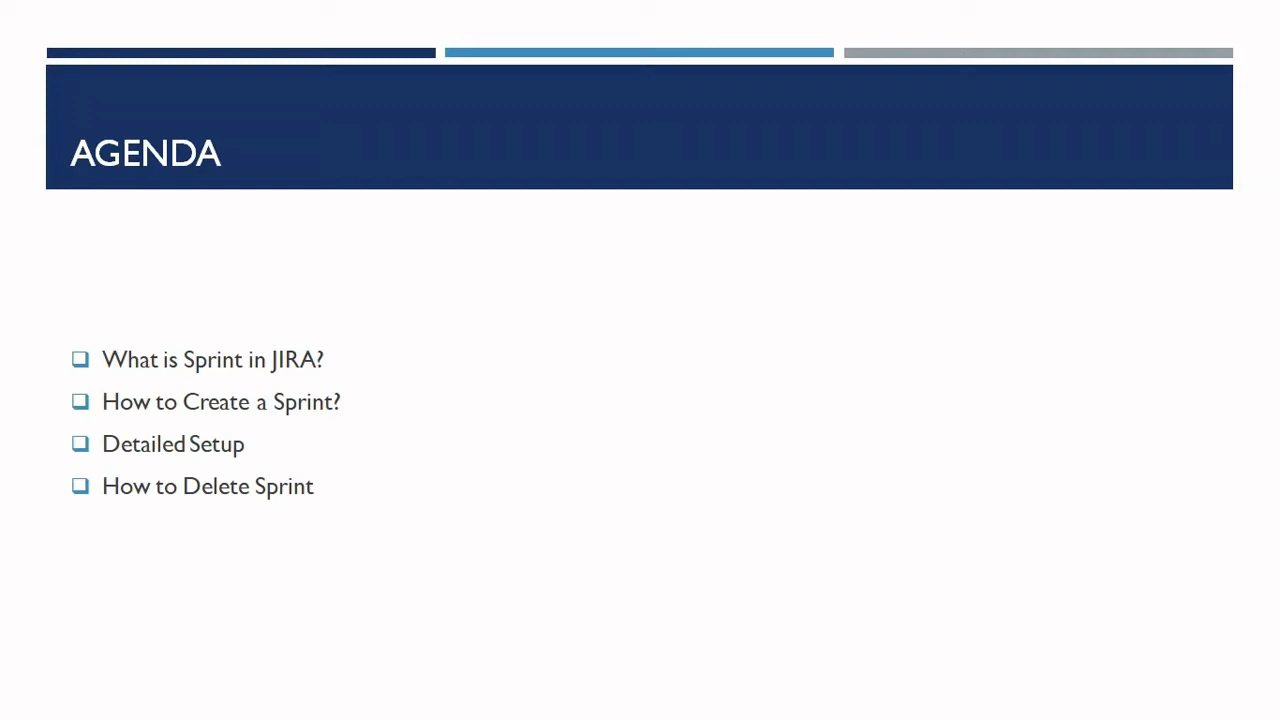 AGENDA
What is Sprint in JIRA?
How to Create a Sprint?
Detailed Setup
How to Delete Sprint